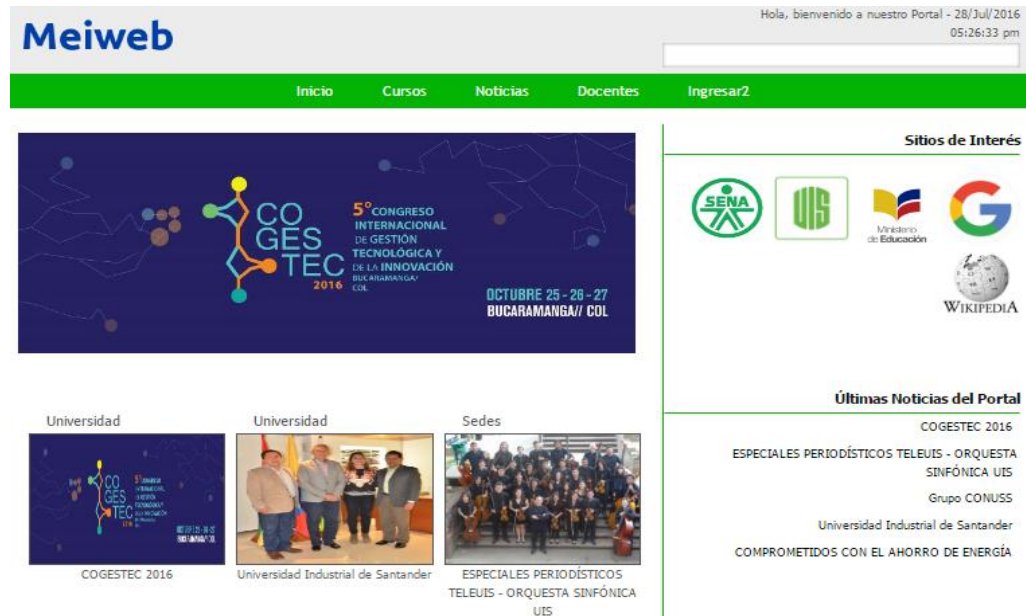 Meiweb
Hola, bienvenido a nuestro Portal - 28/Jul/2016
05:26:33 pm
Inicio Cursos Noticias Docentes Ingresar2
CO
GES
TEC
2016
5° CONGRESO
INTERNACIONAL
DE GESTIÓN
TECNOLÓGICA Y
DE LA INNOVACIÓN
BUCARAMANGA/
COL
OCTUBRE 25 - 26 - 27
BUCARAMANGA// COL
Sitios de Interés
SENA
UIS
Ministerio
de Educación
G
WIKIPEDIA
Últimas Noticias del Portal
COGESTEC 2016
ESPECIALES PERIODÍSTICOS TELEUIS - ORQUESTA
SINFÓNICA UIS
Grupo CONUSS
Universidad Industrial de Santander
COMPROMETIDOS CON EL AHORRO DE ENERGÍA
Universidad
CO
GES
TEC
COGESTEC 2016
Universidad
Universidad Industrial de Santander
Sedes
ESPECIALES PERIODÍSTICOS
TELEUIS - ORQUESTA SINFÓNICA
UIS